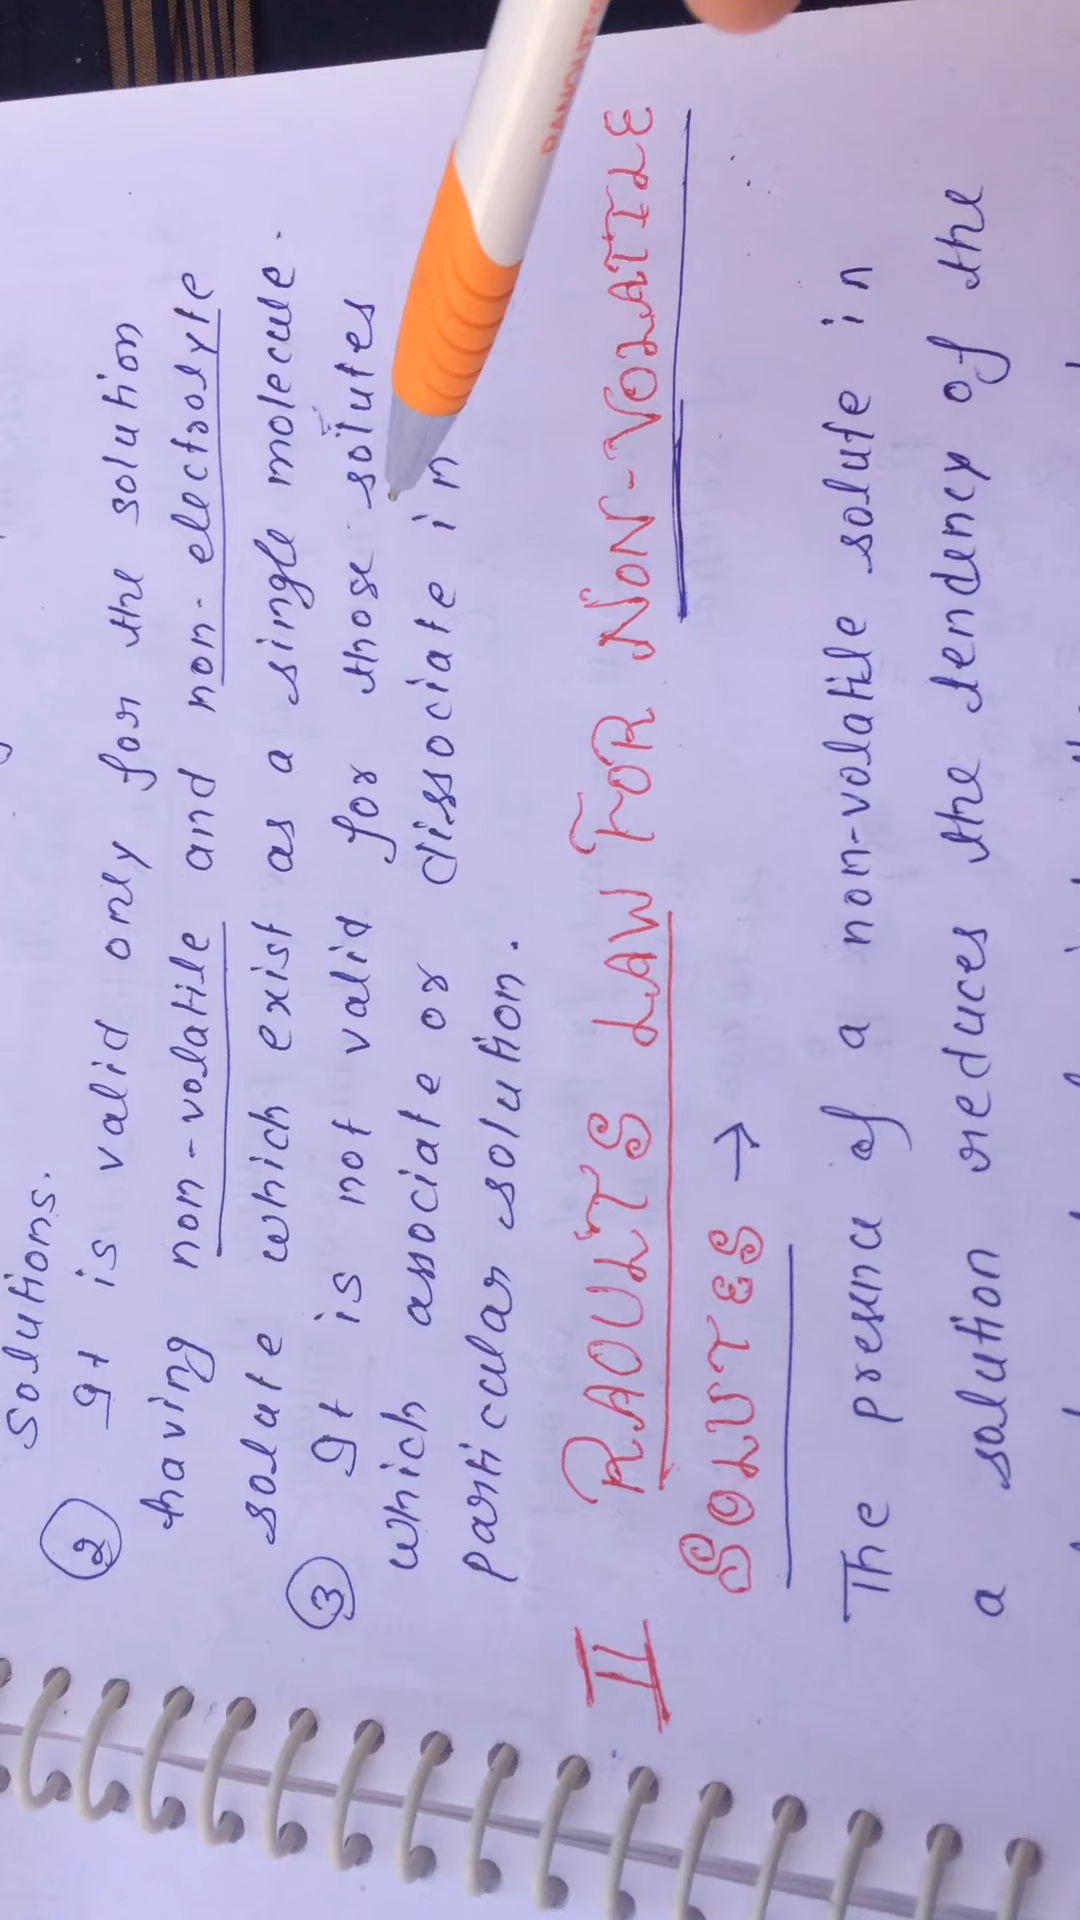 Solutions.
② It is valid only for the solution
having non-volatile and non-electrolyte
solute which exist as a single molecule.
③ It is not valid for those solutes
which associate or dissociate in
particular solution.
II RAOULTS LAW FOR NON-VOLATILE
SOLUTES →
The presence of a non-volatile solute in
a solution reduces the tendency of the